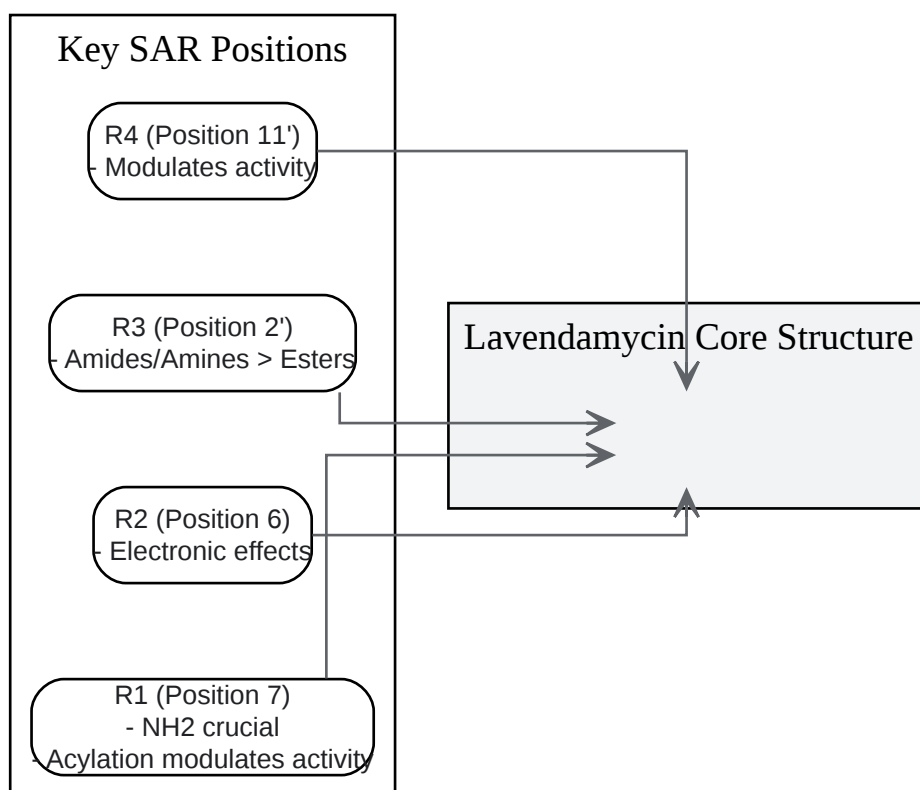 Key SAR Positions
R4 (Position 11')
- Modulates activity
R3 (Position 2')
- Amides/Amines > Esters
Lavendamycin Core Structure
R2 (Position 6)
- Electronic effects
R1 (Position 7)
- NH2 crucial
- Acylation modulates activity